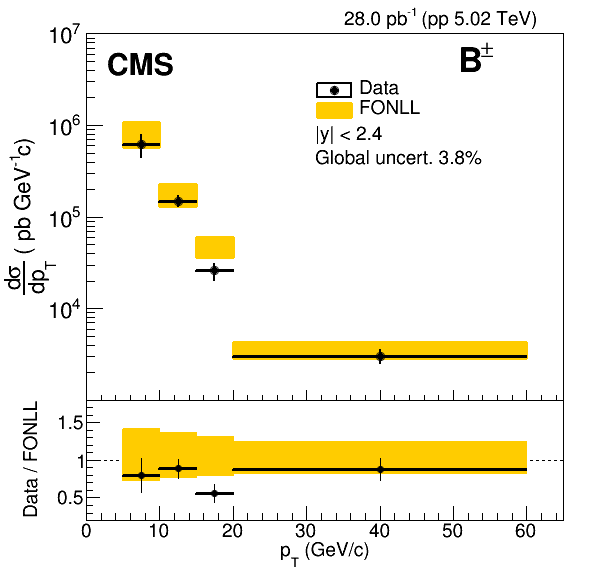 28.0 pb⁻¹ (pp 5.02 TeV)
CMS
B±
Data
FONLL
|y| < 2.4
Global uncert. 3.8%
dσ/dp_T ( pb GeV⁻¹c)
10⁷
10⁶
10⁵
10⁴
Data / FONLL
1.5
1
0.5
0 10 20 30 40 50 60
p_T (GeV/c)